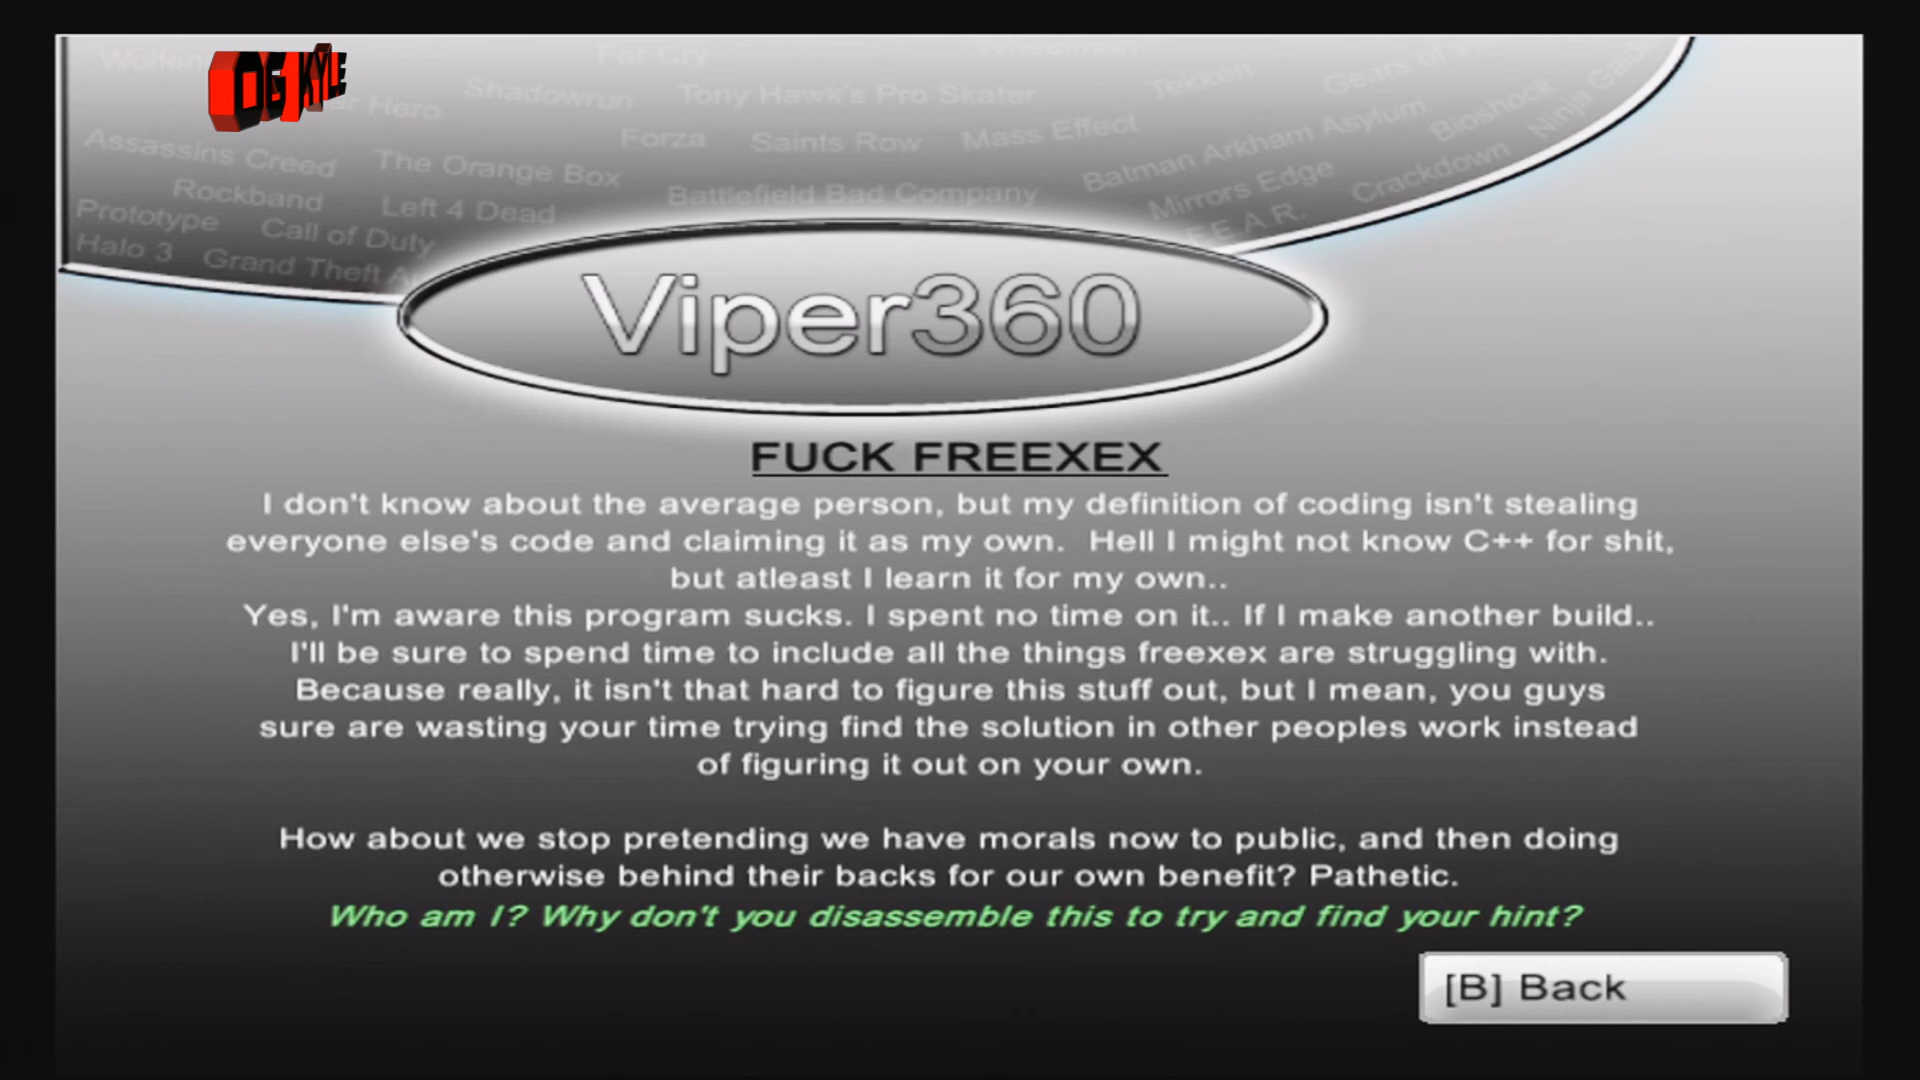 OG KYLE
Far Cry
Shadowrun
Tony Hawk's Pro Skater
Tekken
Gears of
Hero
Forza
Saints Row
Mass Effect
Batman Arkham Asylum
Bioshock
Ninja
Assassins Creed
The Orange Box
Rockband
Left 4 Dead
Battlefield Bad Company
Mirrors Edge
Crackdown
Prototype
Call of Duty
F.E.A.R.
Halo 3
Grand Theft
Viper360
FUCK FREEXEX
I don't know about the average person, but my definition of coding isn't stealing
everyone else's code and claiming it as my own.  Hell I might not know C++ for shit,
but atleast I learn it for my own..
Yes, I'm aware this program sucks. I spent no time on it.. If I make another build..
I'll be sure to spend time to include all the things freexex are struggling with.
Because really, it isn't that hard to figure this stuff out, but I mean, you guys
sure are wasting your time trying find the solution in other peoples work instead
of figuring it out on your own.
How about we stop pretending we have morals now to public, and then doing
otherwise behind their backs for our own benefit? Pathetic.
Who am I? Why don't you disassemble this to try and find your hint?
[B] Back